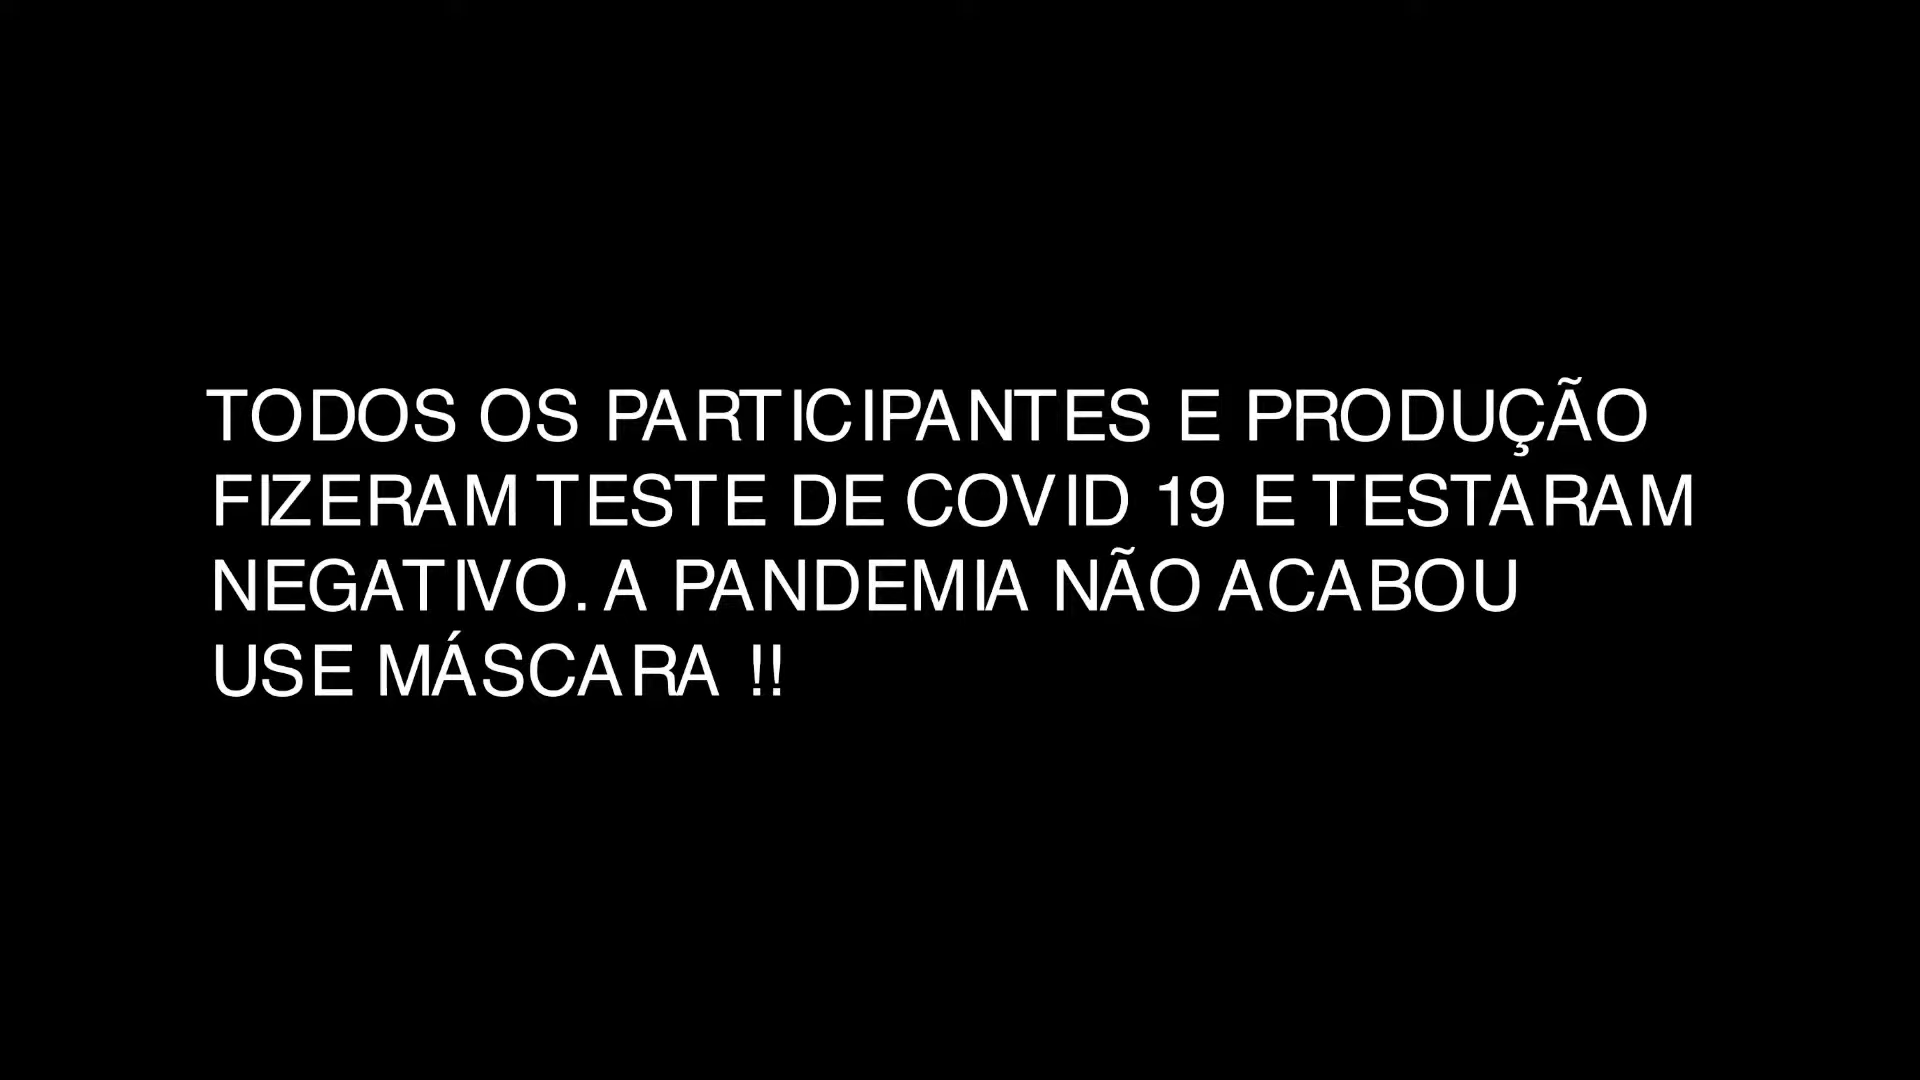 TODOS OS PARTICIPANTES E PRODUÇÃO
FIZERAM TESTE DE COVID 19 E TESTARAM
NEGATIVO. A PANDEMIA NÃO ACABOU
USE MÁSCARA !!